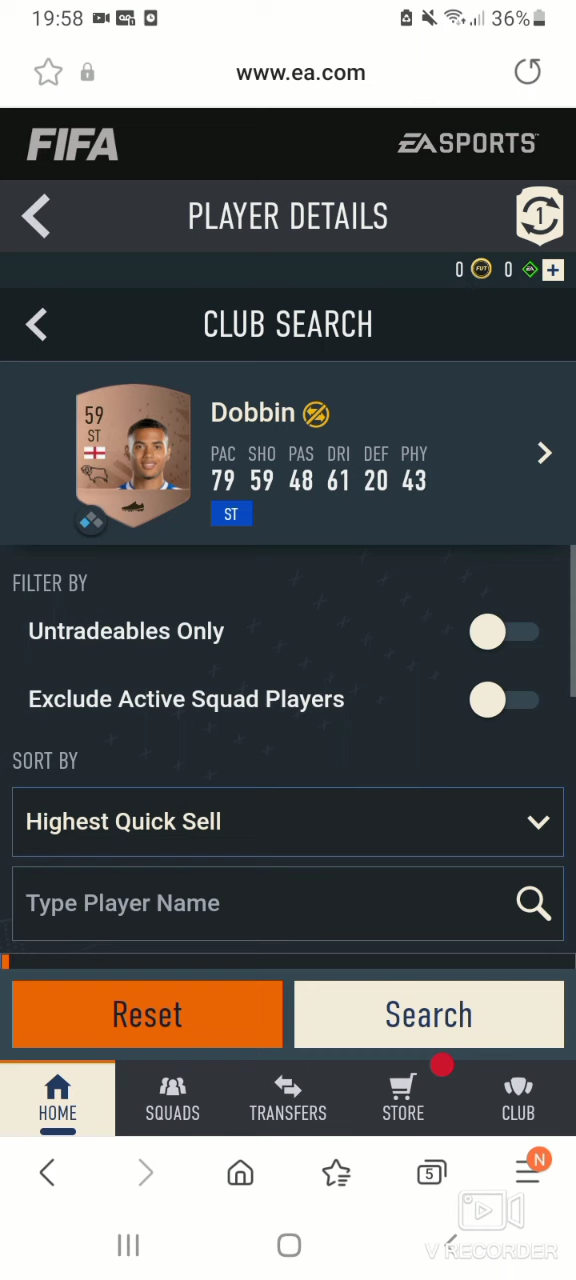 19:58 36%
www.ea.com
FIFA EA SPORTS
PLAYER DETAILS 1
0 FUT 0 +
CLUB SEARCH
59
ST
Dobbin
PAC SHO PAS DRI DEF PHY
79 59 48 61 20 43
ST
FILTER BY
Untradeables Only
Exclude Active Squad Players
SORT BY
Highest Quick Sell
Type Player Name
Reset Search
HOME SQUADS TRANSFERS STORE CLUB
5 N
V RECORDER